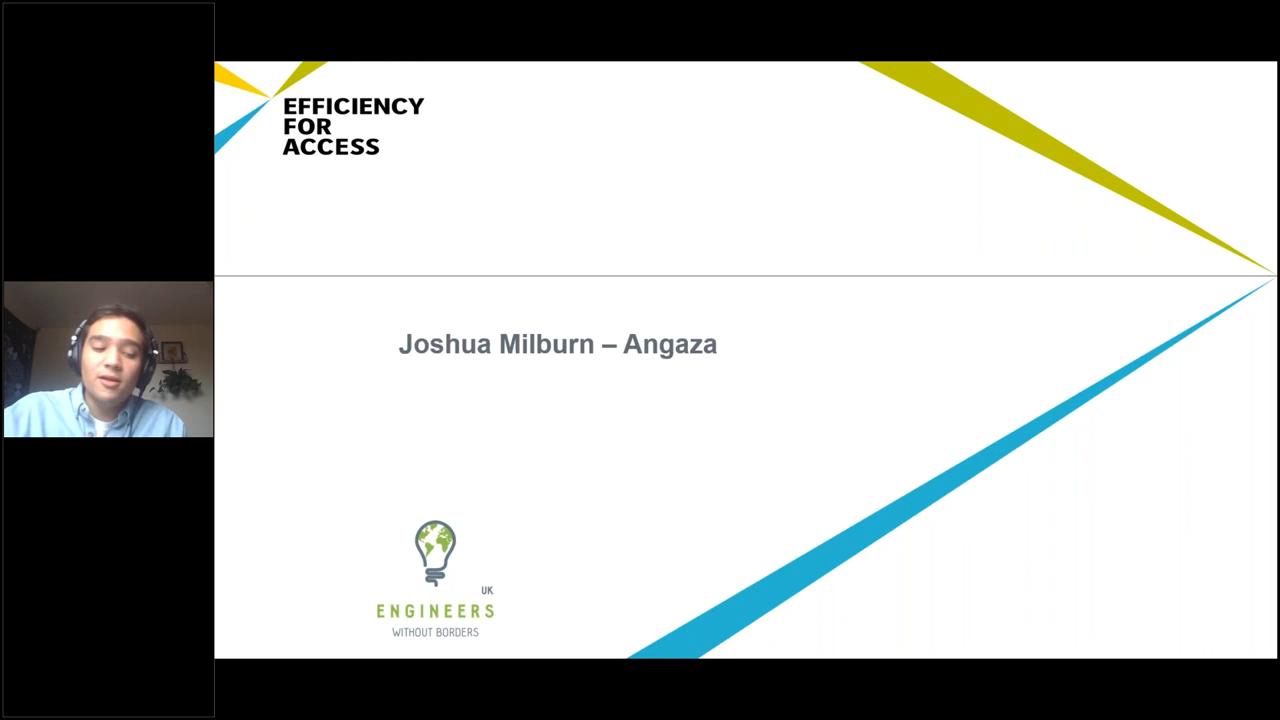 EFFICIENCY
FOR
ACCESS
Joshua Milburn – Angaza
UK
ENGINEERS
WITHOUT BORDERS